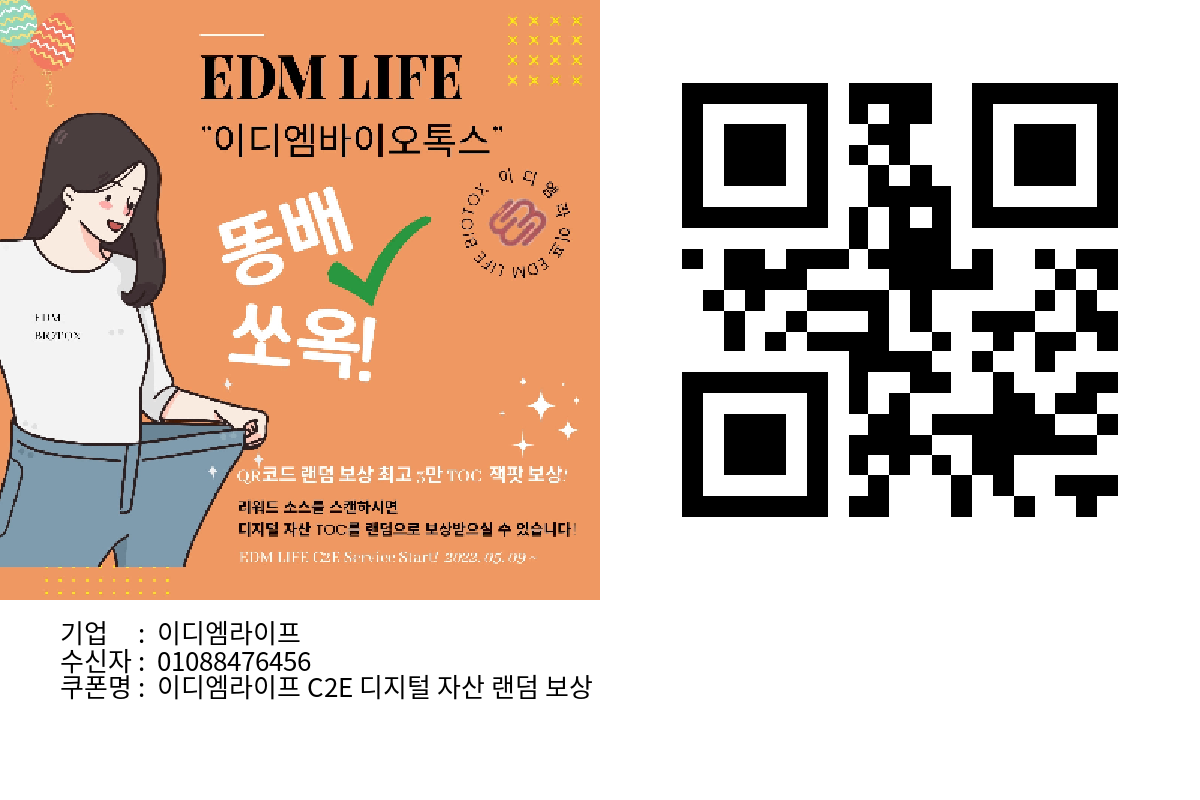 EDM LIFE
"이디엠바이오톡스"
이디엠라이프 EDM LIFE BIOTOX
똥배
쏘옥!
EDM
BIOTOX
QR코드 랜덤 보상 최고 5만 TOC 잭팟 보상!
리워드 소스를 스캔하시면
디지털 자산 TOC를 랜덤으로 보상받으실 수 있습니다!
EDM LIFE C2E Service Start! 2022. 05. 09 ~
기업 : 이디엠라이프
수신자 : 01088476456
쿠폰명 : 이디엠라이프 C2E 디지털 자산 랜덤 보상